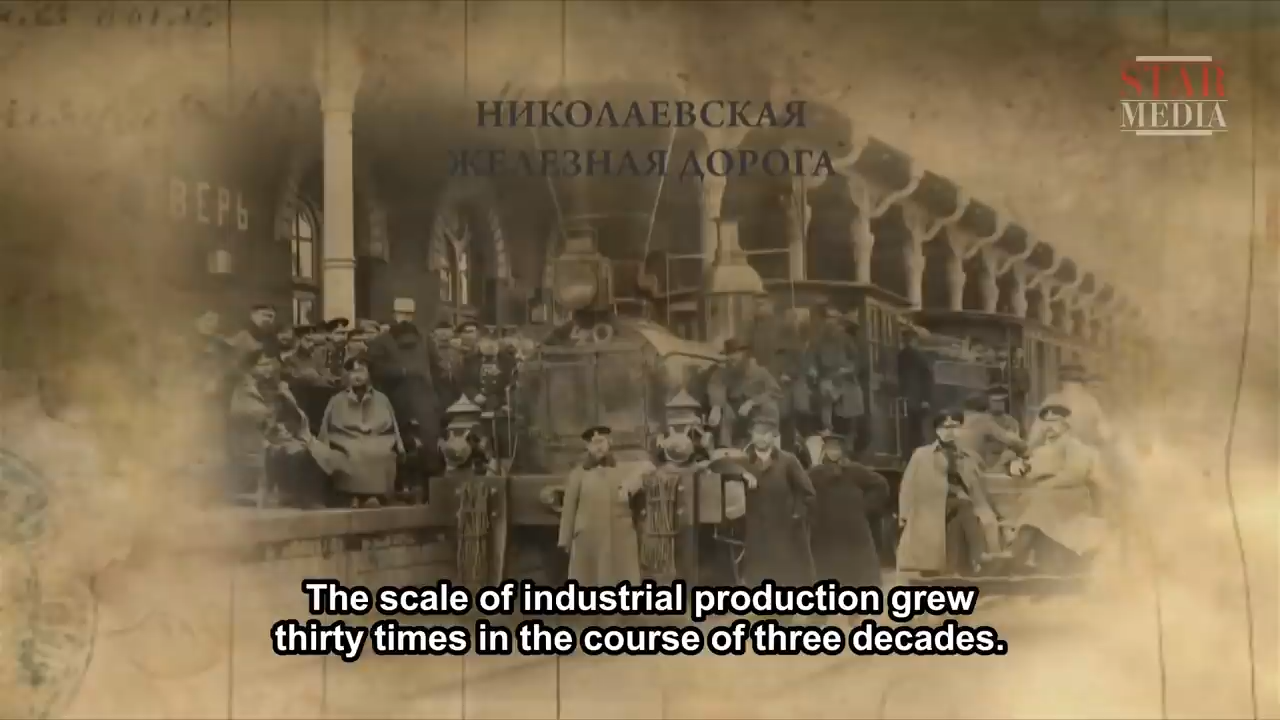 STAR
MEDIA
НИКОЛАЕВСКАЯ
ЖЕЛЕЗНАЯ ДОРОГА
ВЕРЬ
40
The scale of industrial production grew
thirty times in the course of three decades.